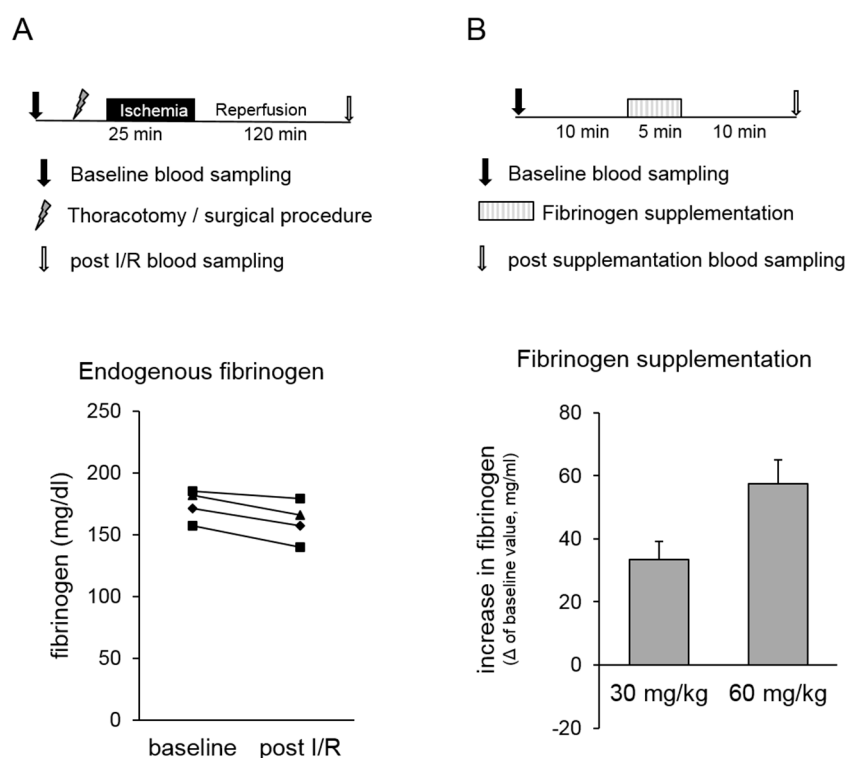 A
Ischemia
Reperfusion
25 min
120 min
Baseline blood sampling
Thoracotomy / surgical procedure
post I/R blood sampling
Endogenous fibrinogen
fibrinogen (mg/dl)
250
200
150
100
50
0
baseline
post I/R
B
10 min
5 min
10 min
Baseline blood sampling
Fibrinogen supplementation
post supplemantation blood sampling
Fibrinogen supplementation
increase in fibrinogen
(Δ of baseline value, mg/ml)
80
60
40
20
0
-20
30 mg/kg
60 mg/kg